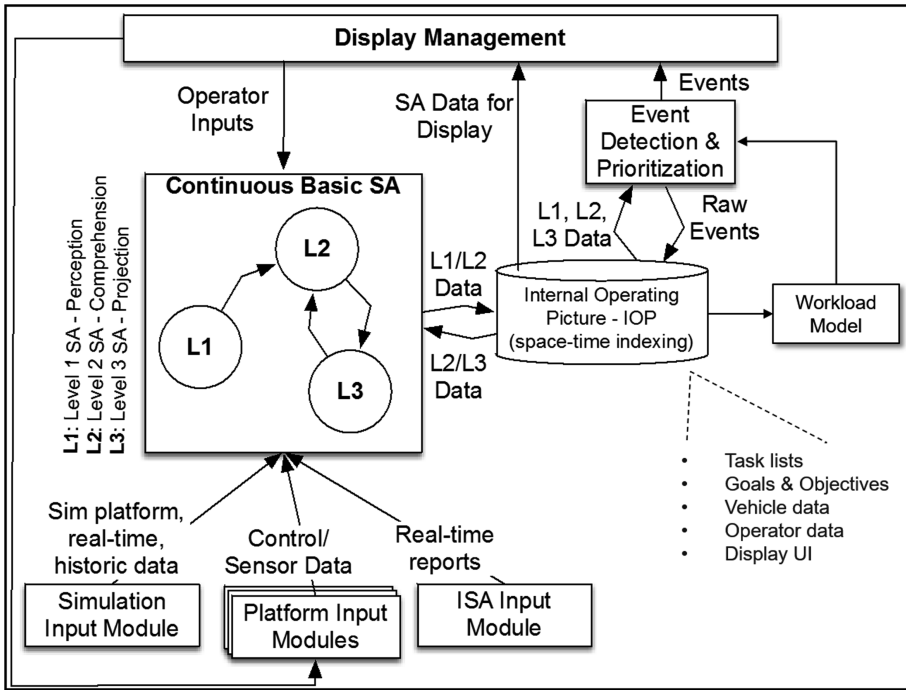 Display Management
Operator
Inputs
SA Data for
Display
Events
Event
Detection &
Prioritization
L1, L2,
L3 Data
Raw
Events
Continuous Basic SA
L2
L1
L3
L1: Level 1 SA - Perception
L2: Level 2 SA - Comprehension
L3: Level 3 SA - Projection
L1/L2
Data
L2/L3
Data
Internal Operating
Picture - IOP
(space-time indexing)
Workload
Model
• Task lists
• Goals & Objectives
• Vehicle data
• Operator data
• Display UI
Sim platform,
real-time,
historic data
Control/
Sensor Data
Real-time
reports
Simulation
Input Module
Platform Input
Modules
ISA Input
Module